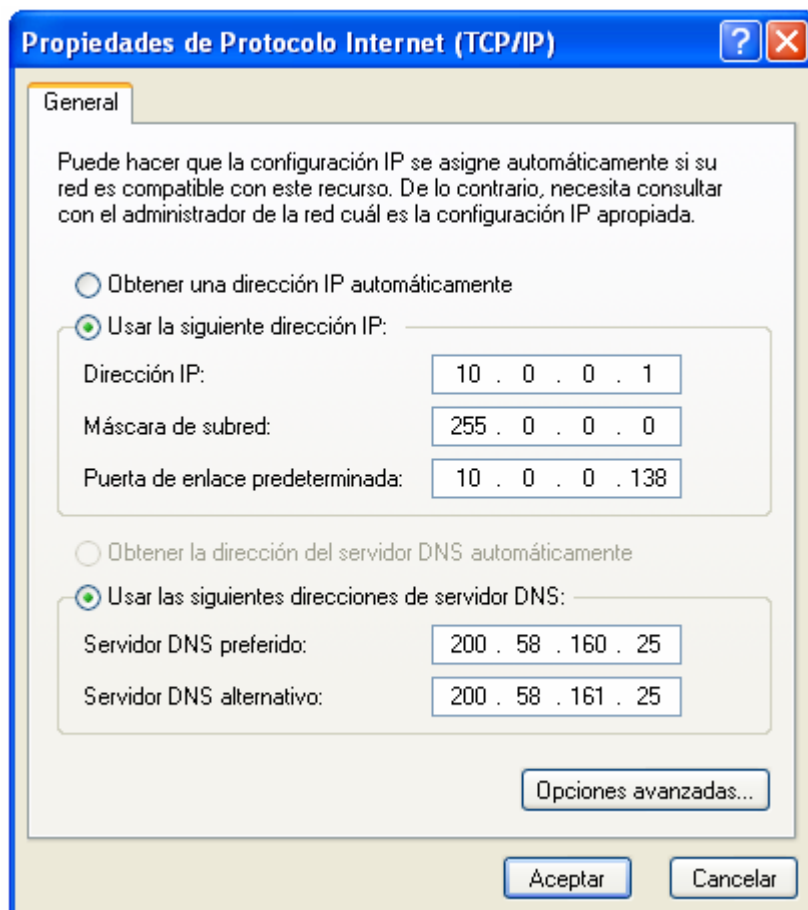 Propiedades de Protocolo Internet (TCP/IP)
General
Puede hacer que la configuración IP se asigne automáticamente si su
red es compatible con este recurso. De lo contrario, necesita consultar
con el administrador de la red cuál es la configuración IP apropiada.
Obtener una dirección IP automáticamente
Usar la siguiente dirección IP:
Dirección IP: 10 . 0 . 0 . 1
Máscara de subred: 255 . 0 . 0 . 0
Puerta de enlace predeterminada: 10 . 0 . 0 . 138
Obtener la dirección del servidor DNS automáticamente
Usar las siguientes direcciones de servidor DNS:
Servidor DNS preferido: 200 . 58 . 160 . 25
Servidor DNS alternativo: 200 . 58 . 161 . 25
Opciones avanzadas...
Aceptar Cancelar